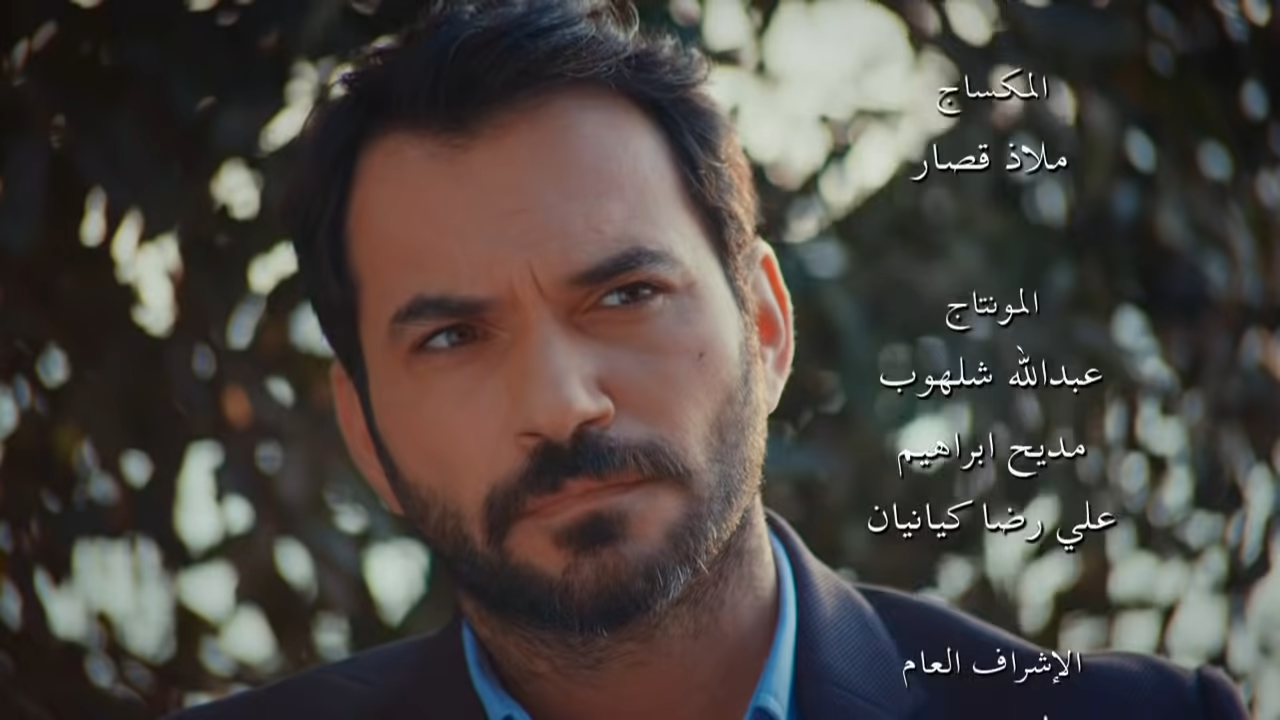 المكساج
ملاذ قصار
المونتاج
عبدالله شلهوب
مديح ابراهيم
علي رضا كيانيان
الإشراف العام